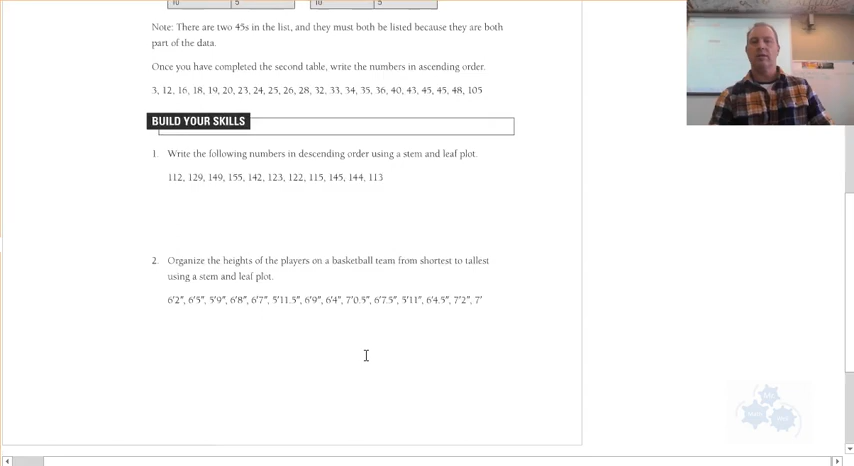 10 5 10 5
Note: There are two 45s in the list, and they must both be listed because they are both
part of the data.
Once you have completed the second table, write the numbers in ascending order.
3, 12, 16, 18, 19, 20, 23, 24, 25, 26, 28, 32, 33, 34, 35, 36, 40, 43, 45, 45, 48, 105
BUILD YOUR SKILLS
1. Write the following numbers in descending order using a stem and leaf plot.
112, 129, 149, 155, 142, 123, 122, 115, 145, 144, 113
2. Organize the heights of the players on a basketball team from shortest to tallest
using a stem and leaf plot.
6′2″, 6′5″, 5′9″, 6′8″, 6′7″, 5′11.5″, 6′9″, 6′4″, 7′0.5″, 6′7.5″, 5′11″, 6′4.5″, 7′2″, 7′